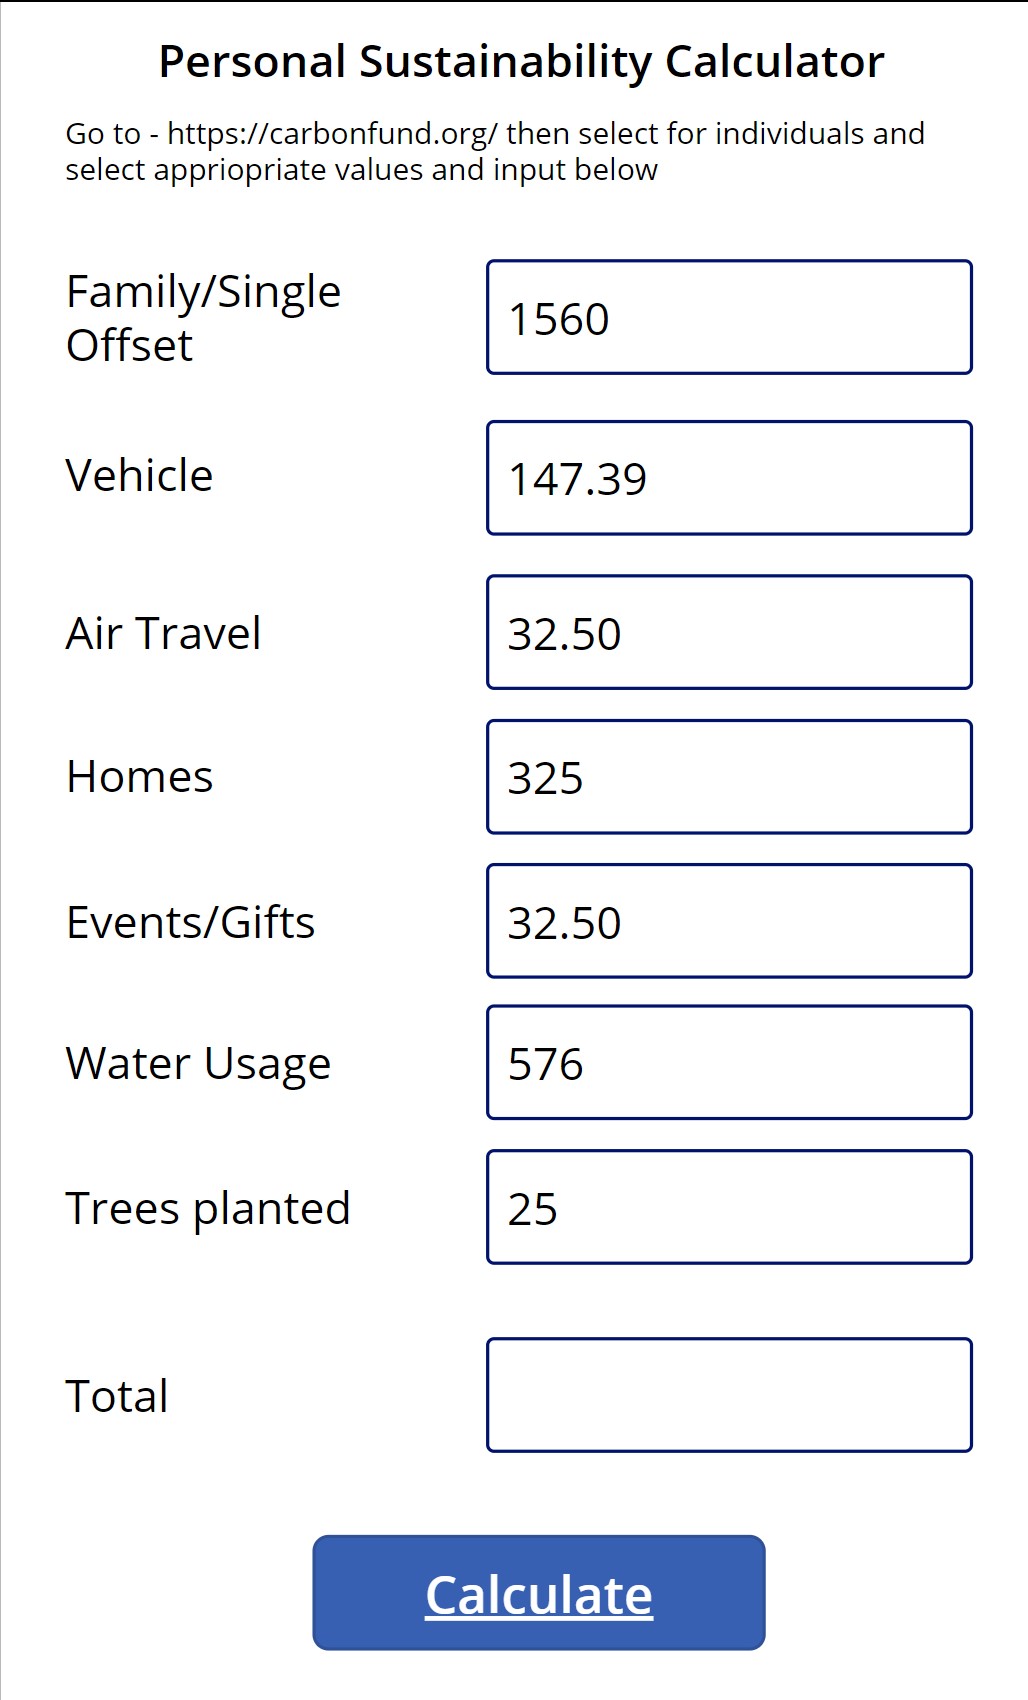 Personal Sustainability Calculator
Go to - https://carbonfund.org/ then select for individuals and
select appriopriate values and input below
Family/Single
Offset
1560
Vehicle
147.39
Air Travel
32.50
Homes
325
Events/Gifts
32.50
Water Usage
576
Trees planted
25
Total
Calculate